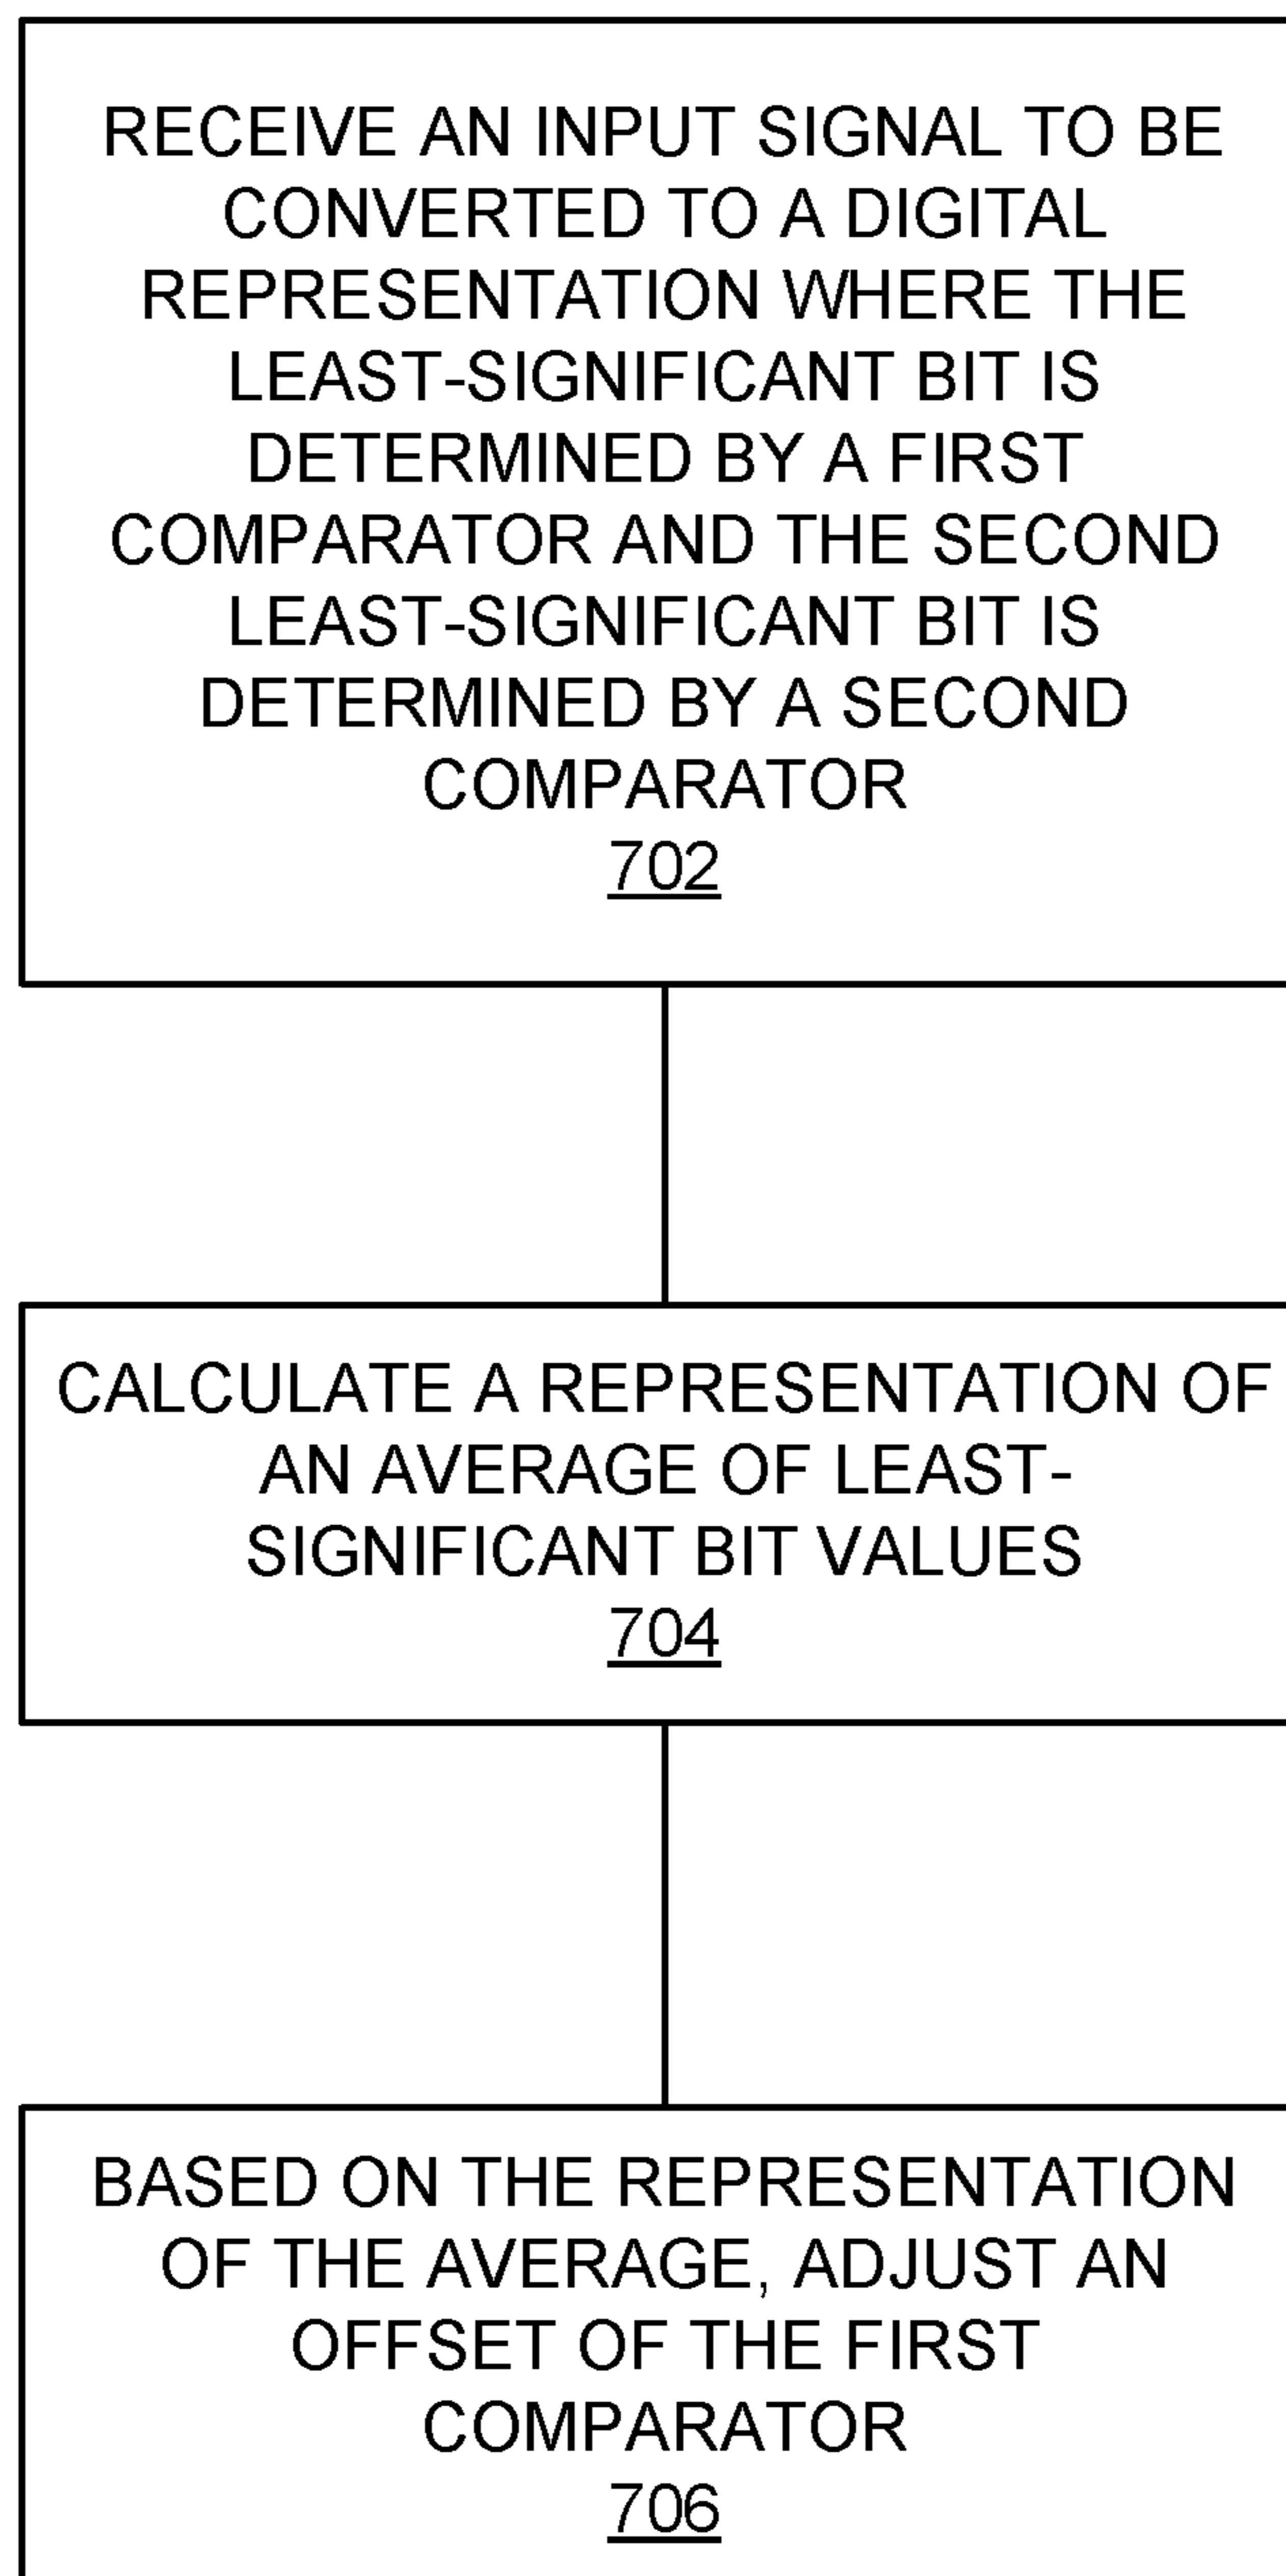 RECEIVE AN INPUT SIGNAL TO BE
CONVERTED TO A DIGITAL
REPRESENTATION WHERE THE
LEAST-SIGNIFICANT BIT IS
DETERMINED BY A FIRST
COMPARATOR AND THE SECOND
LEAST-SIGNIFICANT BIT IS
DETERMINED BY A SECOND
COMPARATOR
702
CALCULATE A REPRESENTATION OF
AN AVERAGE OF LEAST-
SIGNIFICANT BIT VALUES
704
BASED ON THE REPRESENTATION
OF THE AVERAGE, ADJUST AN
OFFSET OF THE FIRST
COMPARATOR
706